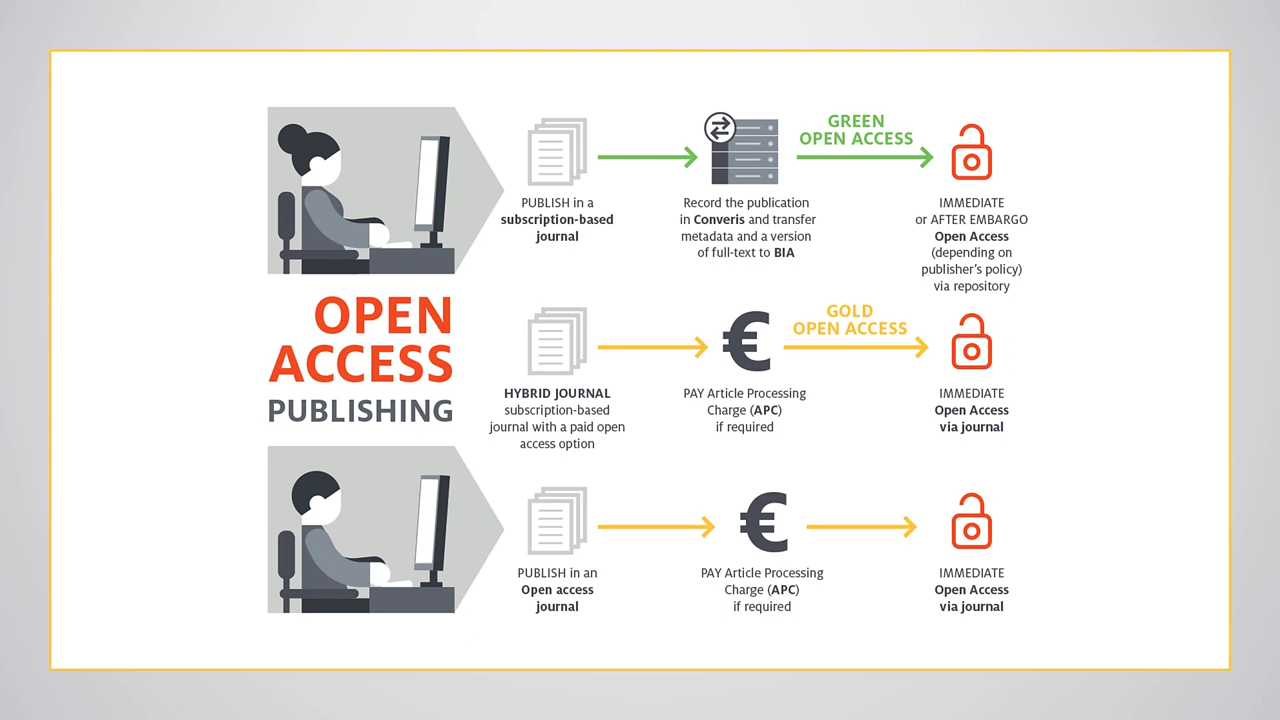 OPEN
ACCESS
PUBLISHING
PUBLISH in a
subscription-based
journal
Record the publication
in Converis and transfer
metadata and a version
of full-text to BIA
GREEN
OPEN ACCESS
IMMEDIATE
or AFTER EMBARGO
Open Access
(depending on
publisher's policy)
via repository
HYBRID JOURNAL
subscription-based
journal with a paid open
access option
€
PAY Article Processing
Charge (APC)
if required
GOLD
OPEN ACCESS
IMMEDIATE
Open Access
via journal
PUBLISH in an
Open access
journal
€
PAY Article Processing
Charge (APC)
if required
IMMEDIATE
Open Access
via journal